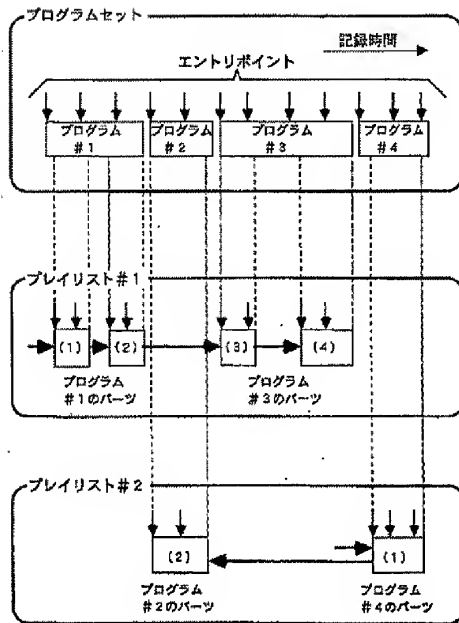 プログラムセット
記録時間
エントリポイント
プログラム
#1
プログラム
#2
プログラム
#3
プログラム
#4
プレイリスト#1
(1)
(2)
(3)
(4)
プログラム
#1のパーツ
プログラム
#3のパーツ
プレイリスト#2
(2)
(1)
プログラム
#2のパーツ
プログラム
#4のパーツ